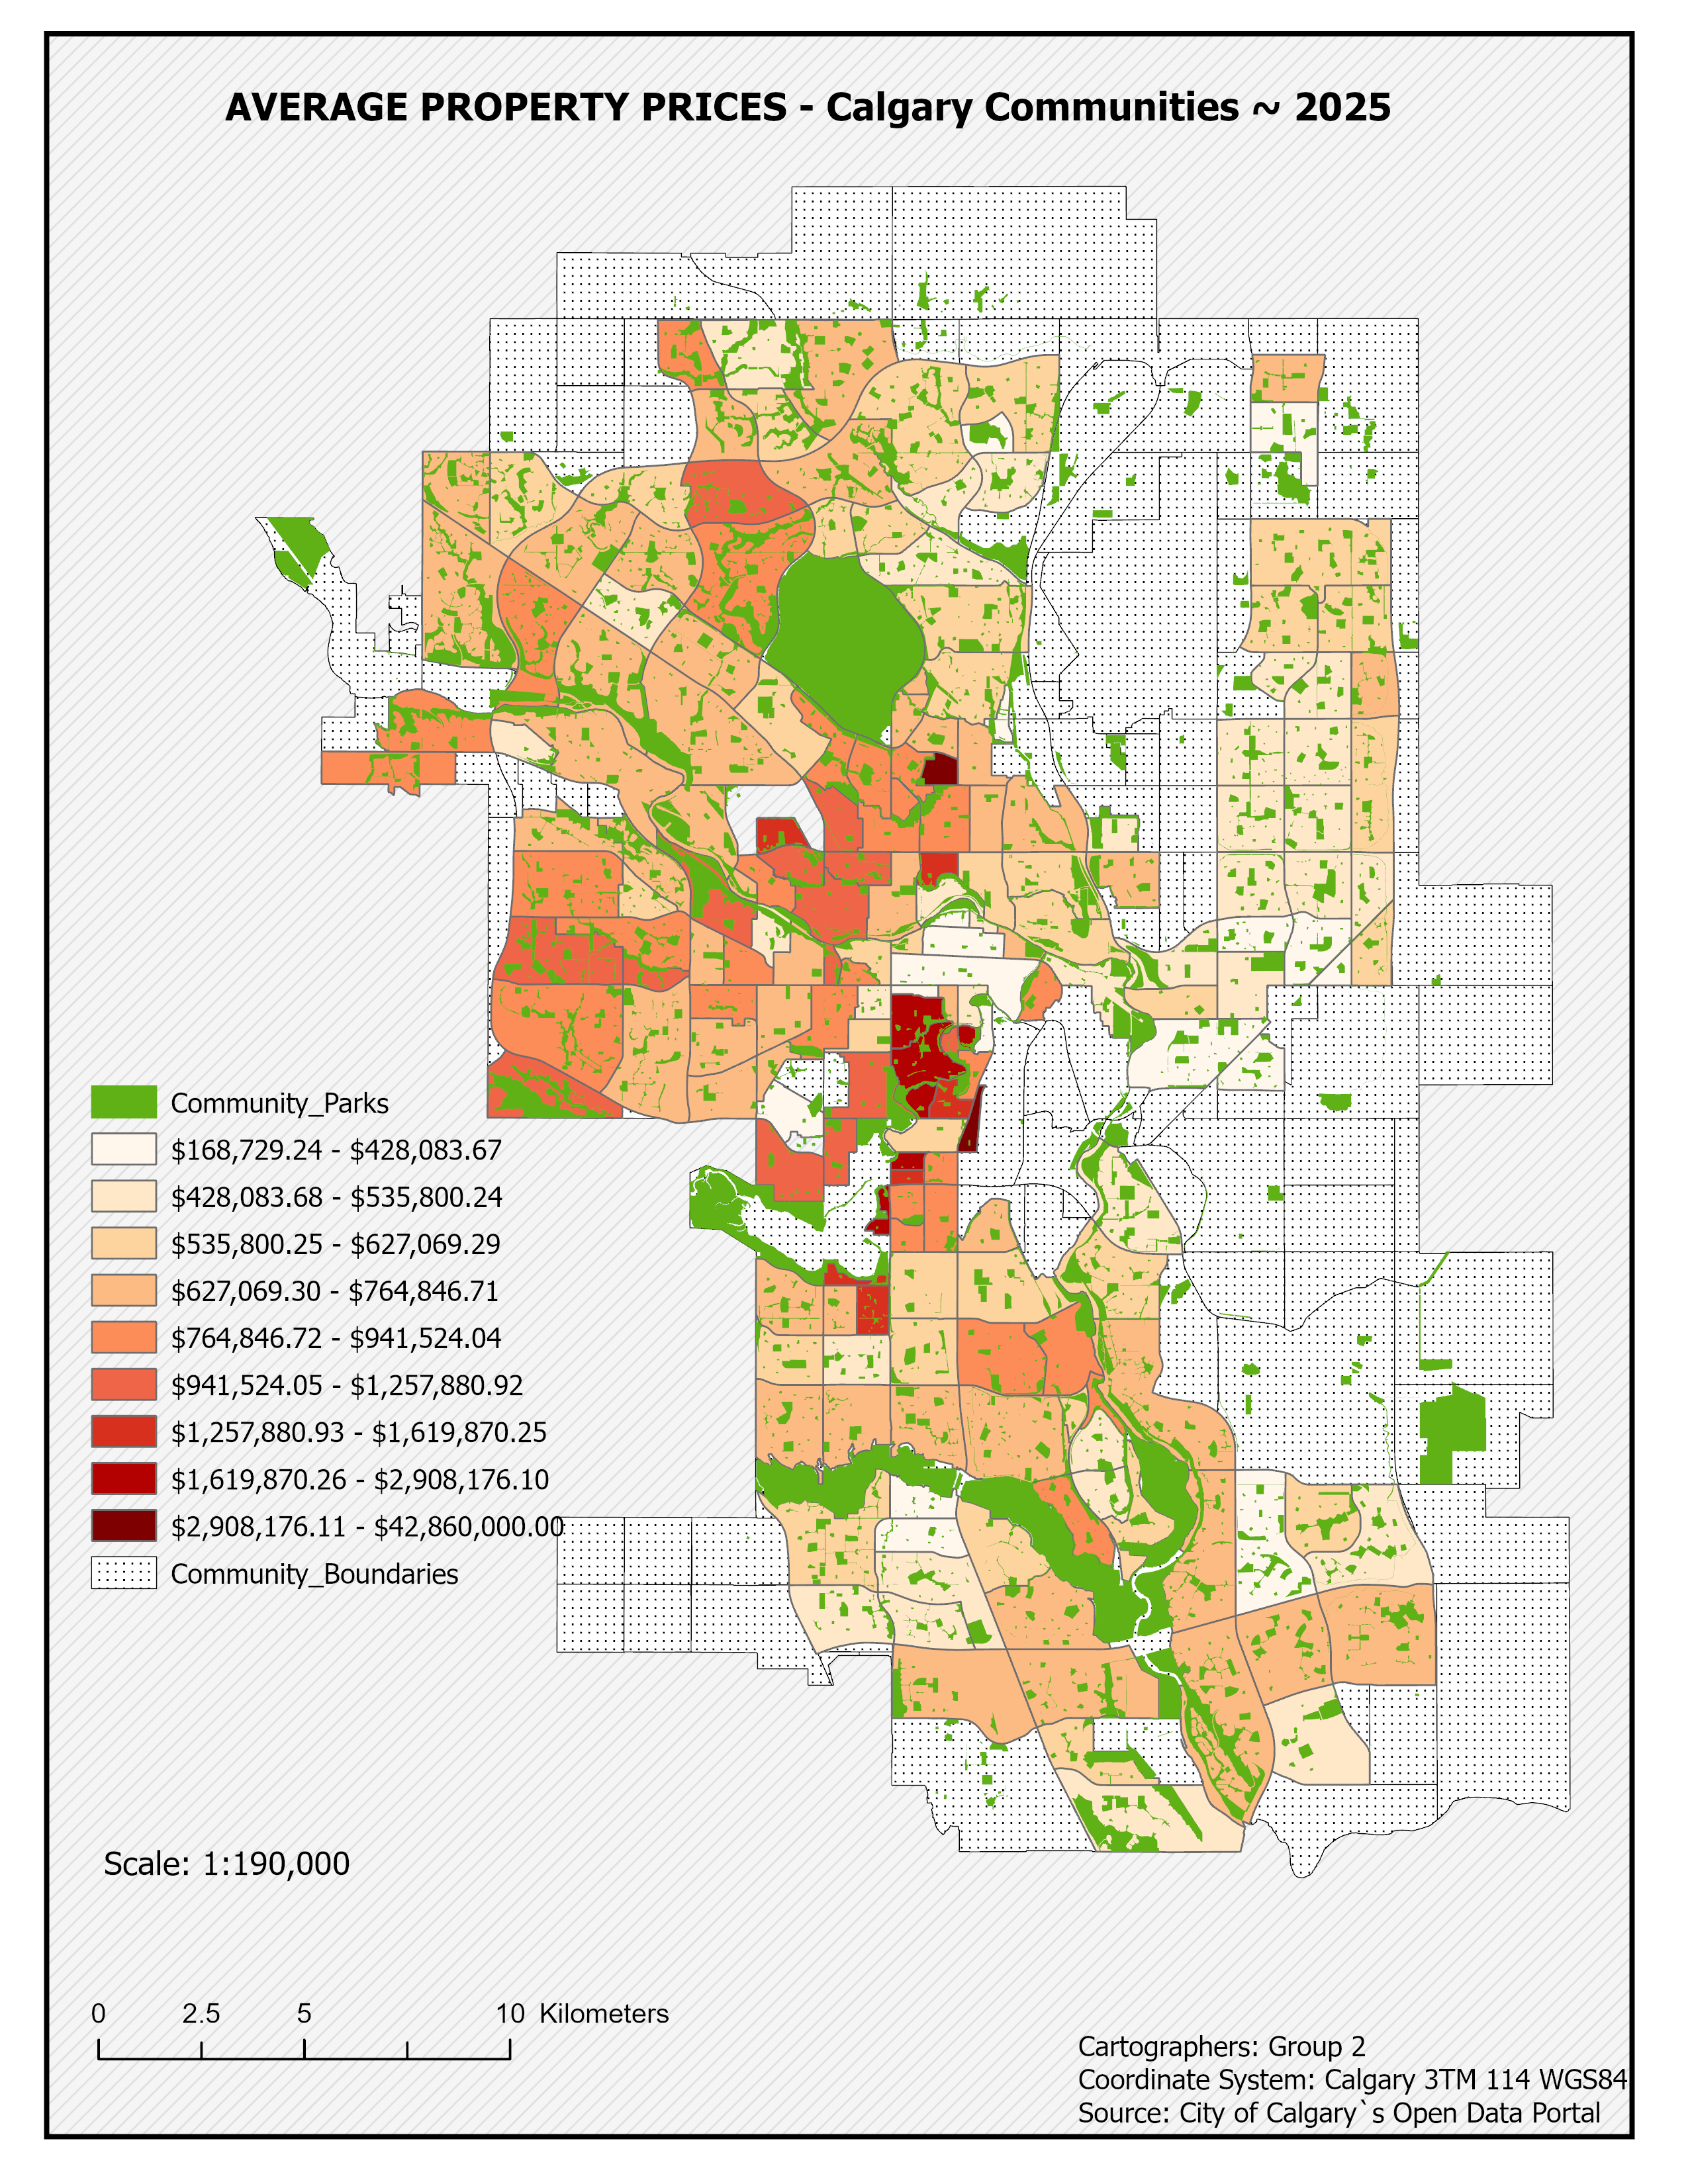 AVERAGE PROPERTY PRICES - Calgary Communities ~ 2025
Community_Parks
$168,729.24 - $428,083.67
$428,083.68 - $535,800.24
$535,800.25 - $627,069.29
$627,069.30 - $764,846.71
$764,846.72 - $941,524.04
$941,524.05 - $1,257,880.92
$1,257,880.93 - $1,619,870.25
$1,619,870.26 - $2,908,176.10
$2,908,176.11 - $42,860,000.00
Community_Boundaries
Scale: 1:190,000
0 2.5 5 10 Kilometers
Cartographers: Group 2
Coordinate System: Calgary 3TM 114 WGS84
Source: City of Calgary`s Open Data Portal